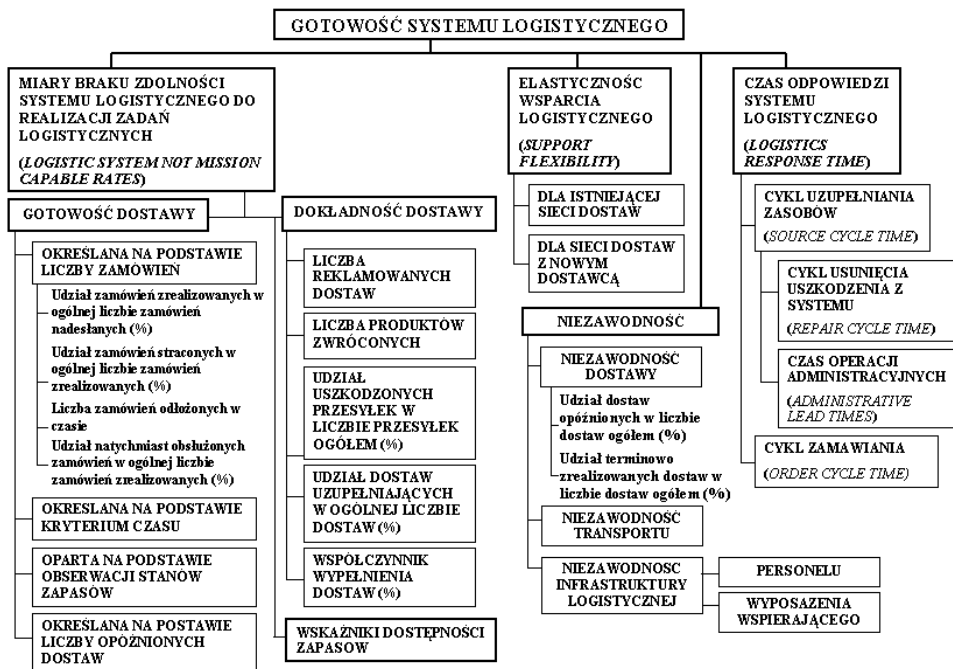 GOTOWOŚĆ SYSTEMU LOGISTYCZNEGO
MIARY BRAKU ZDOLNOŚCI
SYSTEMU LOGISTYCZNEGO DO
REALIZACJI ZADAŃ
LOGISTYCZNYCH
(LOGISTIC SYSTEM NOT MISSION
CAPABLE RATES)
GOTOWOŚĆ DOSTAWY
OKREŚLANA NA PODSTAWIE
LICZBY ZAMÓWIEŃ
Udział zamówień zrealizowanych w
ogólnej liczbie zamówień
nadesłanych (%)
Udział zamówień straconych w
ogólnej liczbie zamówień
zrealizowanych (%)
Liczba zamówień odłożonych w
czasie
Udział natychmiast obsłużonych
zamówień w ogólnej liczbie
zamówień zrealizowanych (%)
OKRESLANA NA PODSTAWIE
KRYTERIUM CZASU
OPARTA NA PODSTAWIE
OBSERWACJI STANÓW
ZAPASÓW
OKREŚLANA NA POSTAWIE
LICZBY OPÓŹNIONYCH
DOSTAW
DOKŁADNOŚĆ DOSTAWY
LICZBA
REKLAMOWANYCH
DOSTAW
LICZBA PRODUKTÓW
ZWRÓCONYCH
UDZIAŁ
USZKODZONYCH
PRZESYŁEK W
LICZBIE PRZESYŁEK
OGÓŁEM (%)
UDZIAŁ DOSTAW
UZUPEŁNIAJĄCYCH
W OGÓLNEJ LICZBIE
DOSTAW (%)
WSPÓŁCZYNNIK
WYPEŁNIENIA
DOSTAW (%)
WSKAŹNIKI DOSTĘPNOŚCI
ZAPASOW
ELASTYCZNOŚC
WSPARCIA
LOGISTYCZNEGO
(SUPPORT
FLEXIBILITY)
DLA ISTNIEJĄCEJ
SIECI DOSTAW
DLA SIECI DOSTAW
Z NOWYM
DOSTAWCĄ
NIEZAWODNOŚĆ
NIEZAWODNOŚĆ
DOSTAWY
Udział dostaw
opóźnionych w liczbie
dostaw ogółem (%)
Udział terminowo
zrealizowanych dostaw w
liczbie dostaw ogółem (%)
NIEZAWODNOŚĆ
TRANSPORTU
NIEZAWODNOSC
INFRASTRUKTURY
LOGISTYCZNEJ
PERSONELU
WYPOSAZENIA
WSPIERAJĄCEGO
CZAS ODPOWIEDZI
SYSTEMU
LOGISTYCZNEGO
(LOGISTICS
RESPONSE TIME)
CYKL UZUPEŁNIANIA
ZASOBÓW
(SOURCE CYCLE TIME)
CYKL USUNIĘCIA
USZKODZENIA Z
SYSTEMU
(REPAIR CYCLE TIME)
CZAS OPERACJI
ADMINISTRACYJNYCH
(ADMINISTRATIVE
LEAD TIMES)
CYKL ZAMAWIANIA
(ORDER CYCLE TIME)